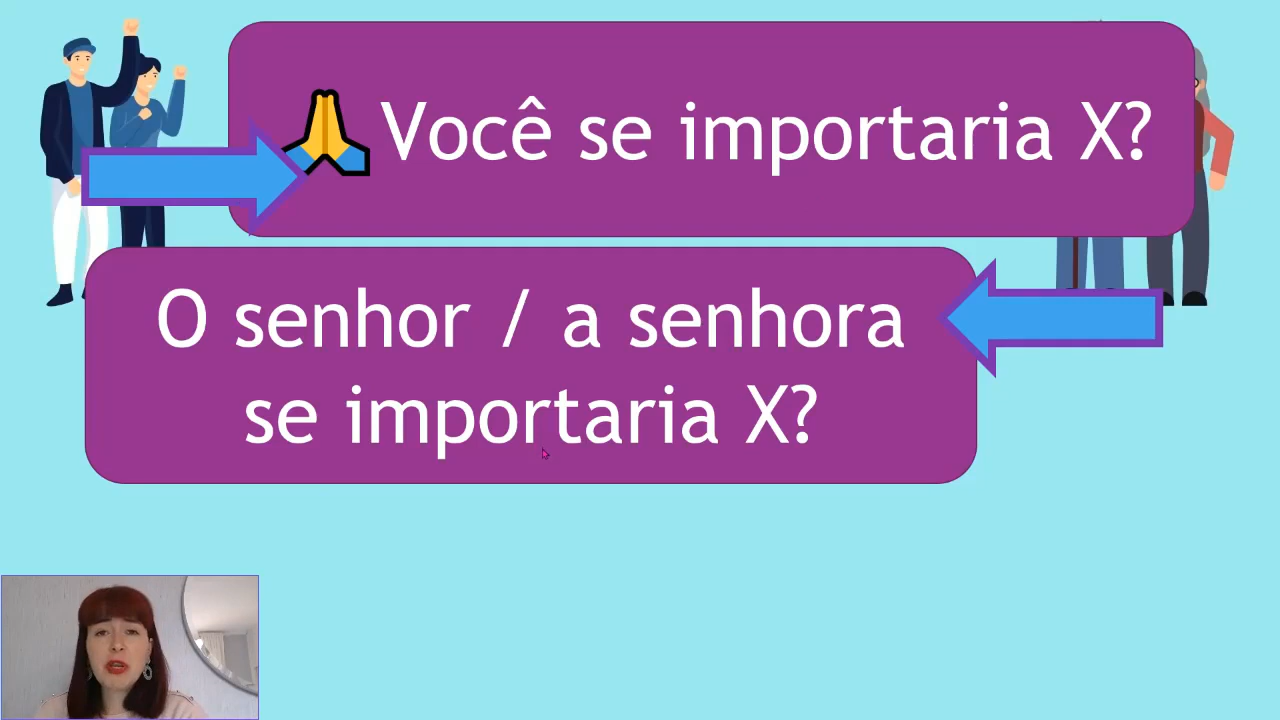 Você se importaria X?
O senhor / a senhora
se importaria X?